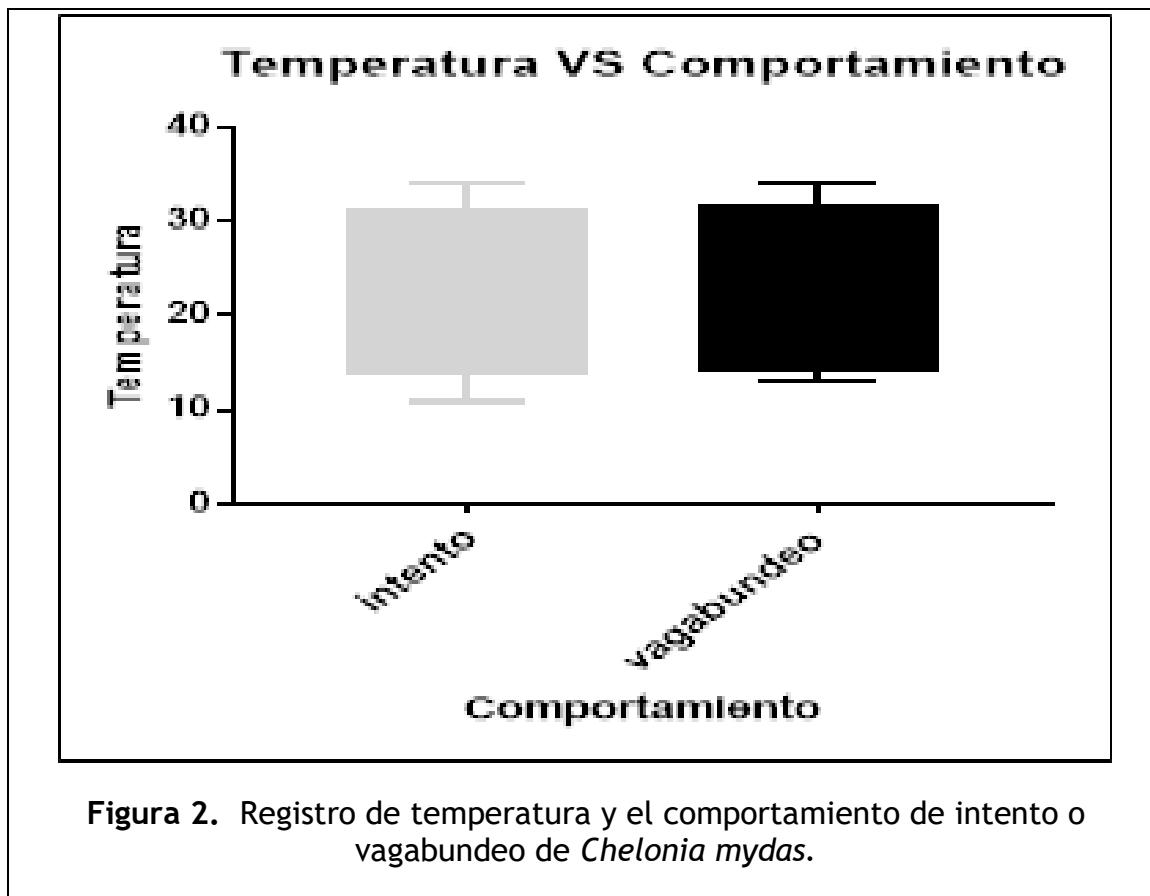 Temperatura VS Comportamiento
40
30
20
10
0
Temperatura
intento
vagabundeo
Comportamiento
Figura 2. Registro de temperatura y el comportamiento de intento o
vagabundeo de Chelonia mydas.